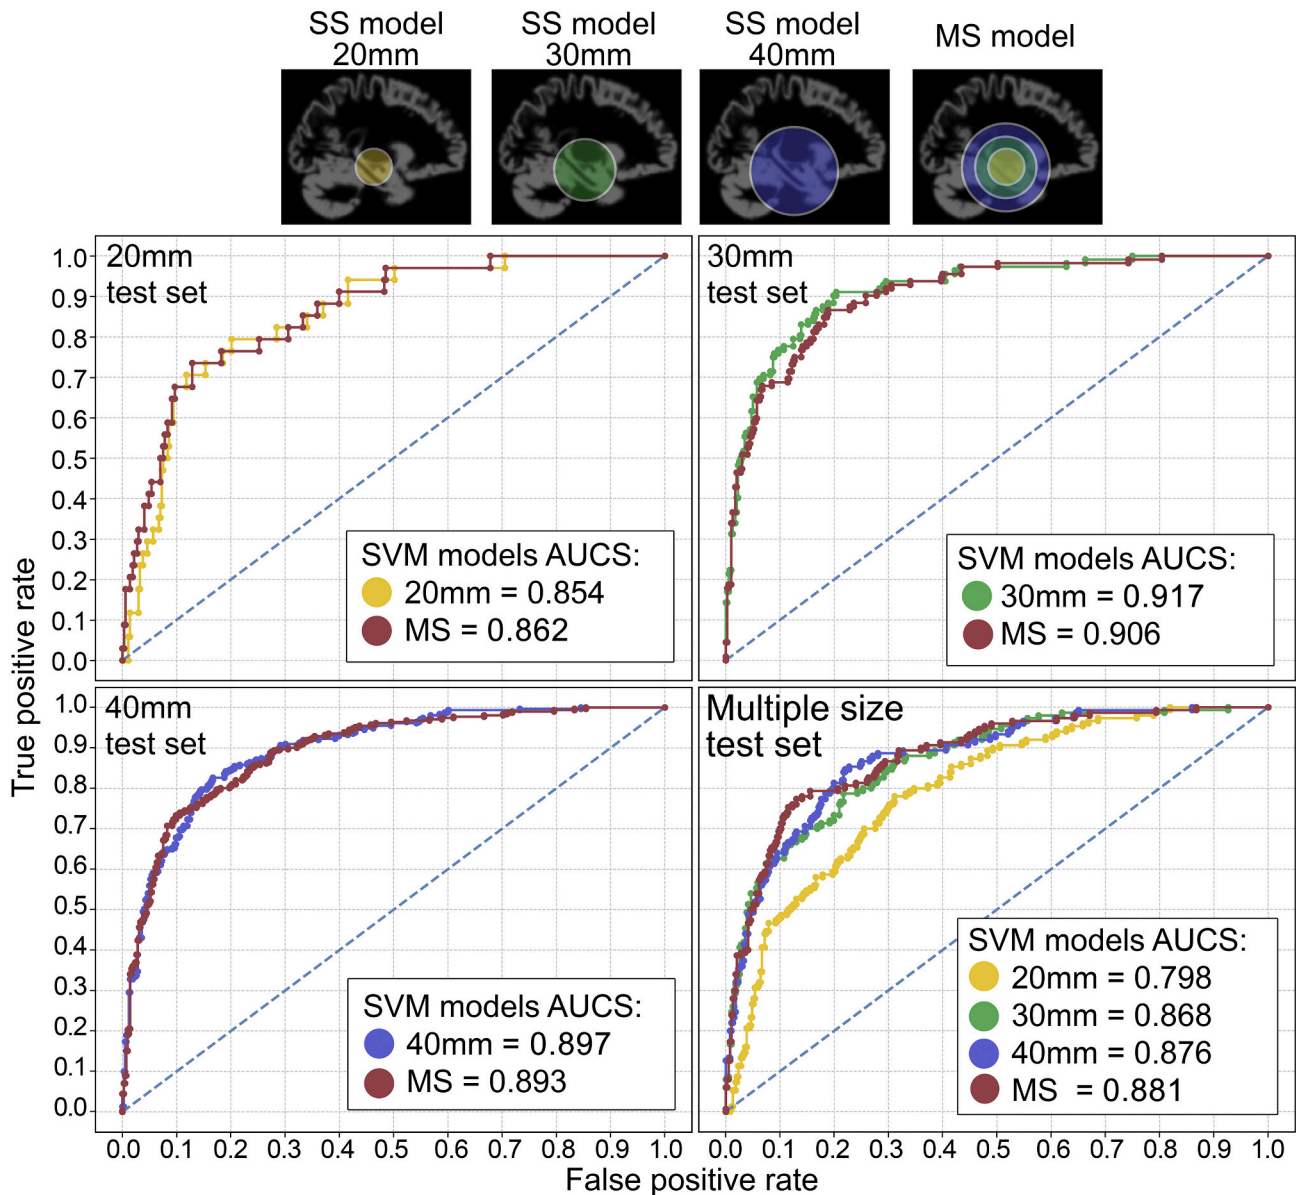 SS model
20mm
SS model
30mm
SS model
40mm
MS model
True positive rate
20mm
test set
1.0
0.9
0.8
0.7
0.6
0.5
0.4
0.3
0.2
0.1
0.0
SVM models AUCS:
20mm = 0.854
MS = 0.862
30mm
test set
SVM models AUCS:
30mm = 0.917
MS = 0.906
40mm
test set
1.0
0.9
0.8
0.7
0.6
0.5
0.4
0.3
0.2
0.1
0.0
SVM models AUCS:
40mm = 0.897
MS = 0.893
Multiple size
test set
SVM models AUCS:
20mm = 0.798
30mm = 0.868
40mm = 0.876
MS = 0.881
0.0 0.1 0.2 0.3 0.4 0.5 0.6 0.7 0.8 0.9 1.0
0.0 0.1 0.2 0.3 0.4 0.5 0.6 0.7 0.8 0.9 1.0
False positive rate